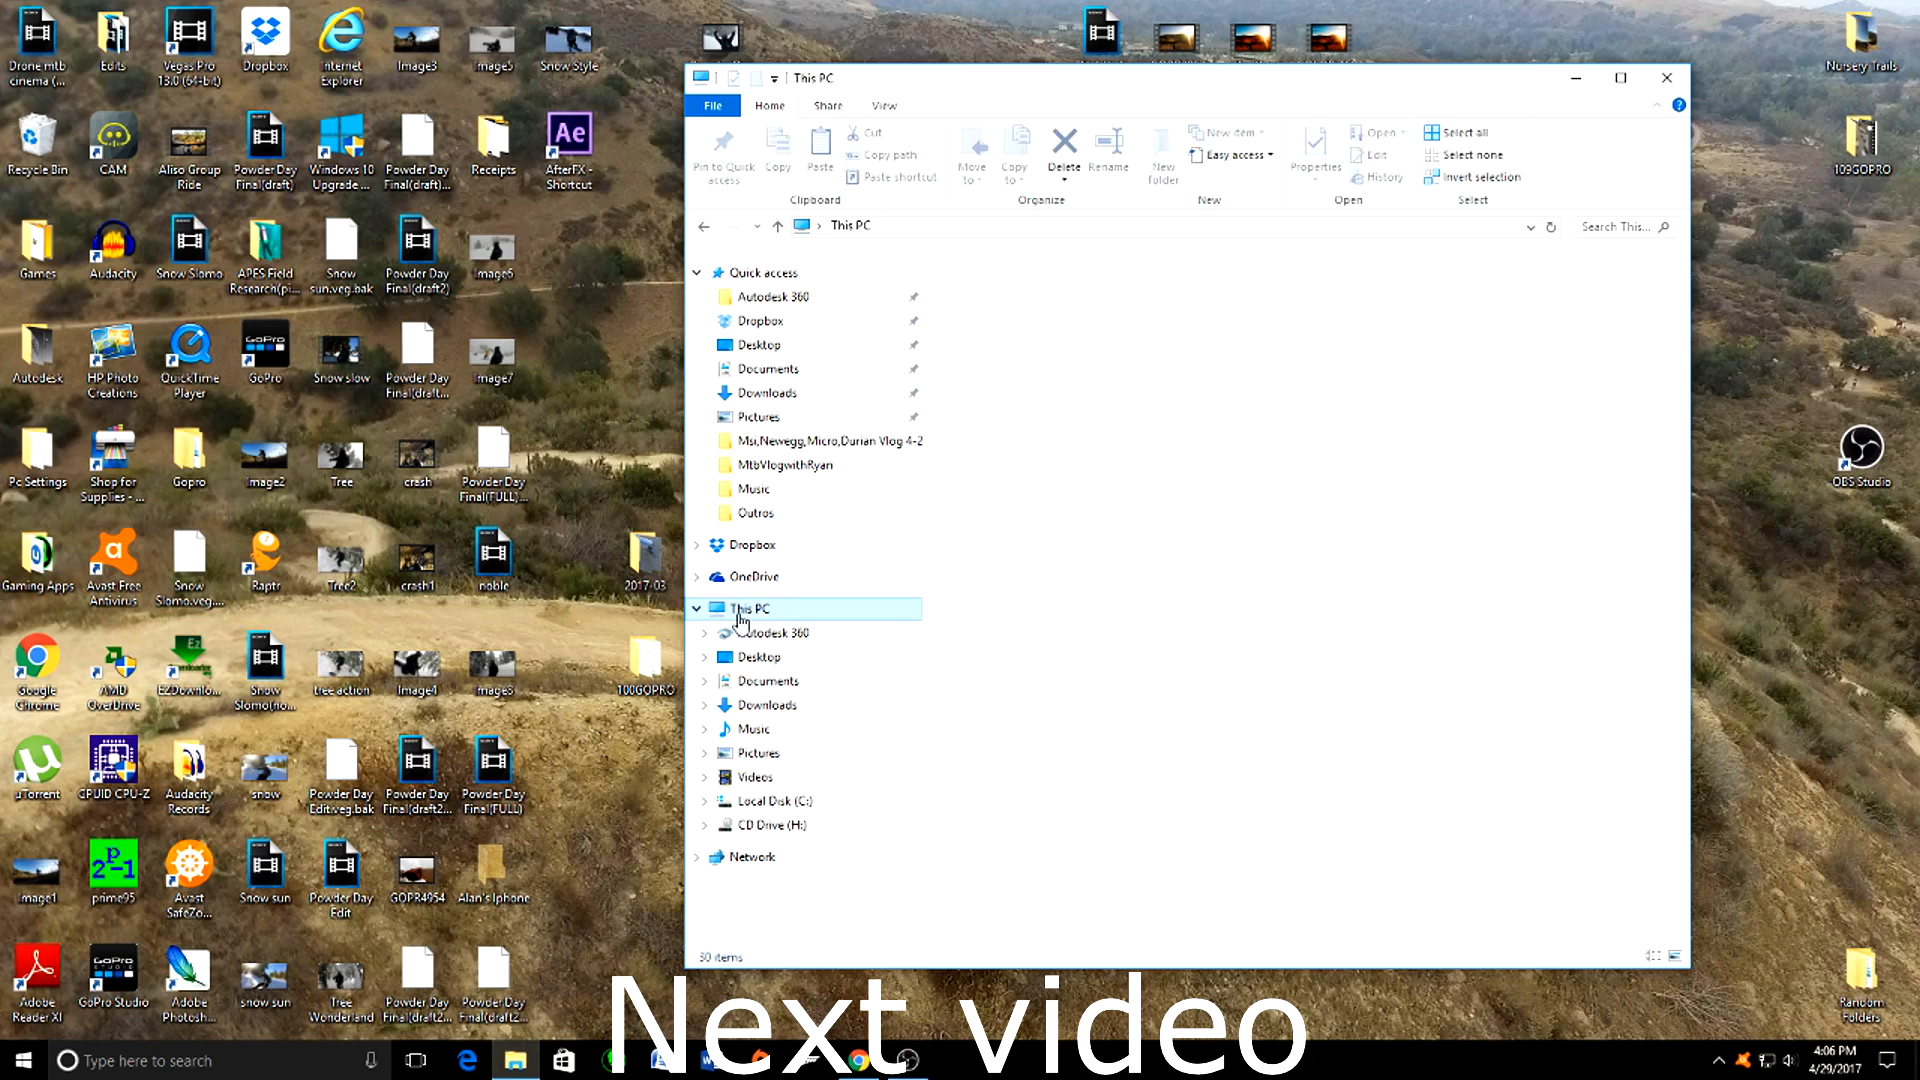 Drone mtb
cinema (...
Edits
Vegas Pro
13.0 (64-bit)
Dropbox
Internet
Explorer
Image3
Image5
Snow Style
Nursery Trails
Recycle Bin
CAM
Aliso Group
Ride
Powder Day
Final(draft)
Windows 10
Upgrade ...
Powder Day
Final(draft)...
Receipts
Ae
AfterFX -
Shortcut
109GOPRO
Games
Audacity
Snow Slomo
APES Field
Research(pi...
Snow
sun.veg.bak
Powder Day
Final(draft2)
Image6
Autodesk
HP Photo
Creations
QuickTime
Player
GoPro
GoPro
Snow slow
Powder Day
Final(draft...
Image7
Pc Settings
Shop for
Supplies - ...
Gopro
image2
Tree
crash
Powder Day
Final(FULL)...
OBS Studio
Gaming Apps
Avast Free
Antivirus
Snow
Slomo.veg....
Raptr
Tree2
crash1
noble
2017-03
Google
Chrome
AMD
OverDrive
EZDownlo...
Snow
Slomo(no...
tree action
Image4
image3
100GOPRO
µTorrent
CPUID CPU-Z
Audacity
Records
snow
Powder Day
Edit.veg.bak
Powder Day
Final(draft2...
Powder Day
Final(FULL)
image1
prime95
Avast
SafeZo...
Snow sun
Powder Day
Edit
GOPR4954
Alan's Iphone
Adobe
Reader XI
GoPro
STUDIO
GoPro Studio
Adobe
Photosh...
snow sun
Tree
Wonderland
Powder Day
Final(draft2...
Powder Day
Final(draft2...
Random
Folders
This PC
File
Home
Share
View
Pin to Quick
access
Copy
Paste
Cut
Copy path
Paste shortcut
Move
to
Copy
to
Delete
Rename
New
folder
New item
Easy access
Properties
Open
Edit
History
Select all
Select none
Invert selection
Clipboard
Organize
New
Open
Select
This PC
Search This...
Quick access
Autodesk 360
Dropbox
Desktop
Documents
Downloads
Pictures
Msi,Newegg,Micro,Durian Vlog 4-2
MtbVlogwithRyan
Music
Outros
Dropbox
OneDrive
This PC
Autodesk 360
Desktop
Documents
Downloads
Music
Pictures
Videos
Local Disk (C:)
CD Drive (H:)
Network
30 items
Next video
Type here to search
4:06 PM
4/29/2017